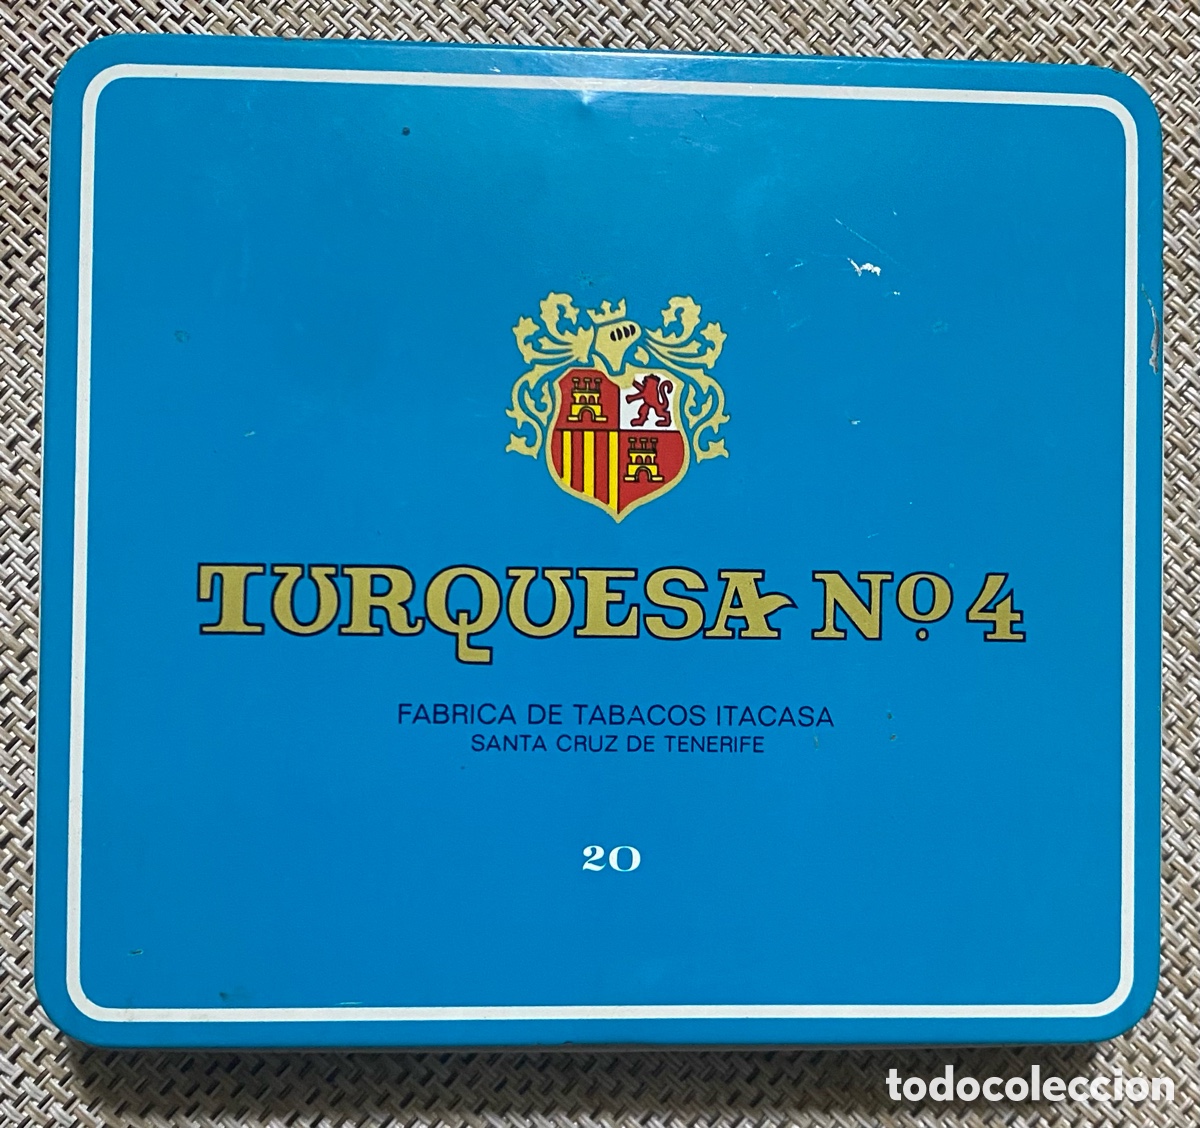 TURQUESA Nº 4
FABRICA DE TABACOS ITACASA
SANTA CRUZ DE TENERIFE
20
todocoleccion